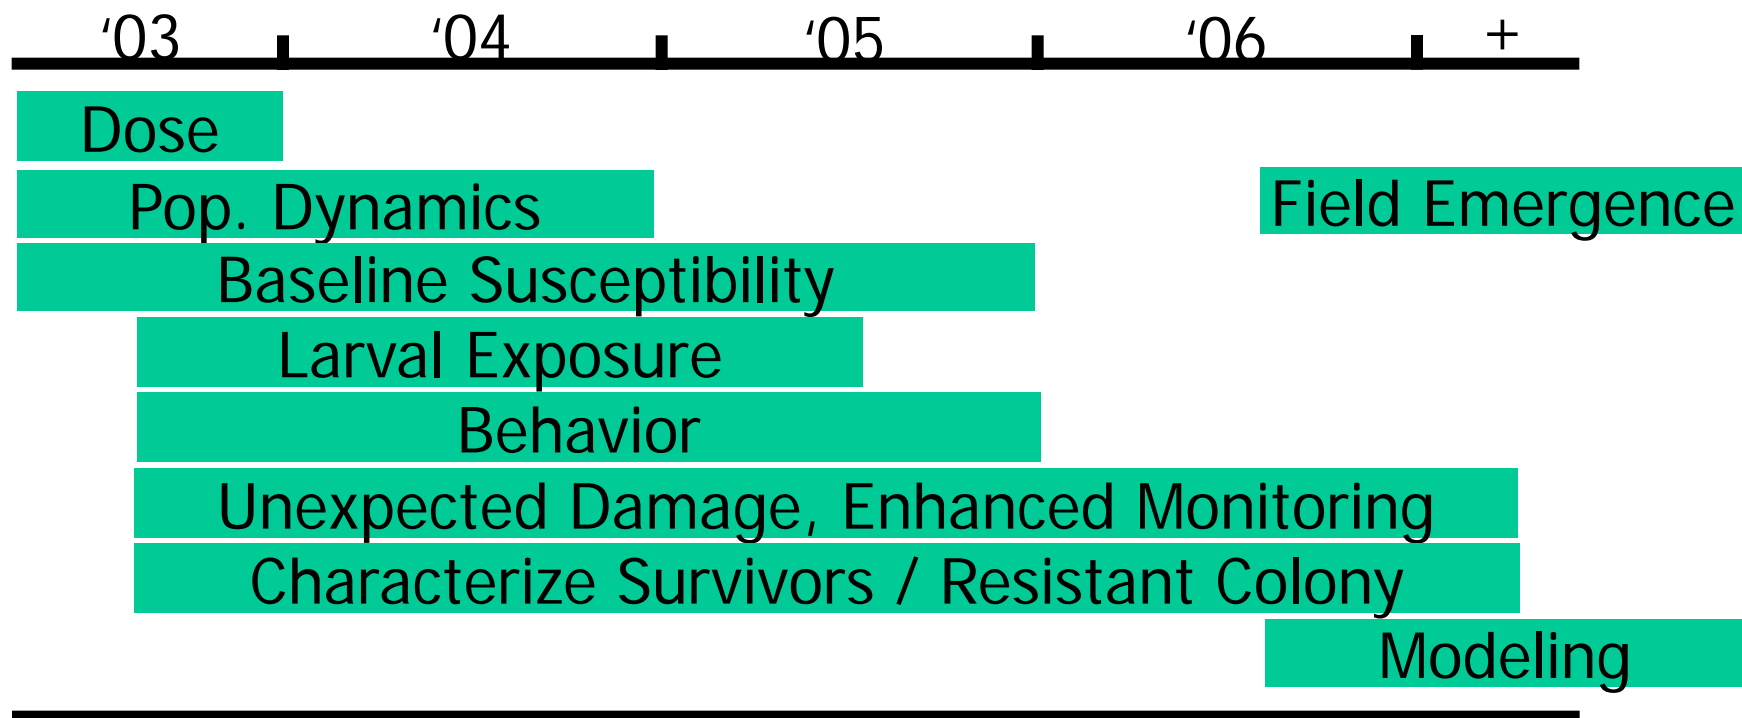 ‘03 ‘04 ‘05 ‘06 +
Dose
Pop. Dynamics Field Emergence
Baseline Susceptibility
Larval Exposure
Behavior
Unexpected Damage, Enhanced Monitoring
Characterize Survivors / Resistant Colony
Modeling